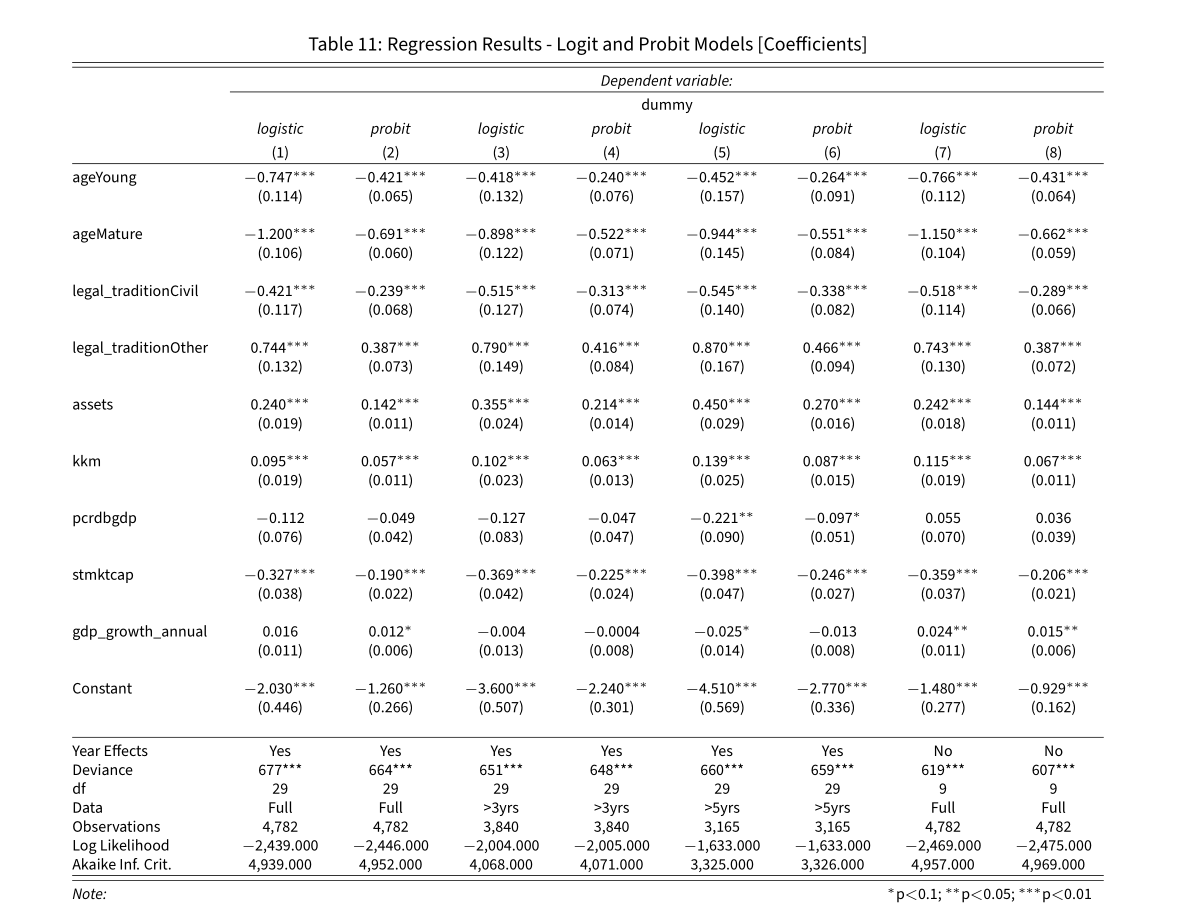 Table 11: Regression Results - Logit and Probit Models [Coefficients]
Dependent variable:
dummy
logistic probit logistic probit logistic probit logistic probit
(1) (2) (3) (4) (5) (6) (7) (8)
ageYoung −0.747*** −0.421*** −0.418*** −0.240*** −0.452*** −0.264*** −0.766*** −0.431***
(0.114) (0.065) (0.132) (0.076) (0.157) (0.091) (0.112) (0.064)
ageMature −1.200*** −0.691*** −0.898*** −0.522*** −0.944*** −0.551*** −1.150*** −0.662***
(0.106) (0.060) (0.122) (0.071) (0.145) (0.084) (0.104) (0.059)
legal_traditionCivil −0.421*** −0.239*** −0.515*** −0.313*** −0.545*** −0.338*** −0.518*** −0.289***
(0.117) (0.068) (0.127) (0.074) (0.140) (0.082) (0.114) (0.066)
legal_traditionOther 0.744*** 0.387*** 0.790*** 0.416*** 0.870*** 0.466*** 0.743*** 0.387***
(0.132) (0.073) (0.149) (0.084) (0.167) (0.094) (0.130) (0.072)
assets 0.240*** 0.142*** 0.355*** 0.214*** 0.450*** 0.270*** 0.242*** 0.144***
(0.019) (0.011) (0.024) (0.014) (0.029) (0.016) (0.018) (0.011)
kkm 0.095*** 0.057*** 0.102*** 0.063*** 0.139*** 0.087*** 0.115*** 0.067***
(0.019) (0.011) (0.023) (0.013) (0.025) (0.015) (0.019) (0.011)
pcrdbgdp −0.112 −0.049 −0.127 −0.047 −0.221** −0.097* 0.055 0.036
(0.076) (0.042) (0.083) (0.047) (0.090) (0.051) (0.070) (0.039)
stmktcap −0.327*** −0.190*** −0.369*** −0.225*** −0.398*** −0.246*** −0.359*** −0.206***
(0.038) (0.022) (0.042) (0.024) (0.047) (0.027) (0.037) (0.021)
gdp_growth_annual 0.016 0.012* −0.004 −0.0004 −0.025* −0.013 0.024** 0.015**
(0.011) (0.006) (0.013) (0.008) (0.014) (0.008) (0.011) (0.006)
Constant −2.030*** −1.260*** −3.600*** −2.240*** −4.510*** −2.770*** −1.480*** −0.929***
(0.446) (0.266) (0.507) (0.301) (0.569) (0.336) (0.277) (0.162)
Year Effects Yes Yes Yes Yes Yes Yes No No
Deviance 677*** 664*** 651*** 648*** 660*** 659*** 619*** 607***
df 29 29 29 29 29 29 9 9
Data Full Full >3yrs >3yrs >5yrs >5yrs Full Full
Observations 4,782 4,782 3,840 3,840 3,165 3,165 4,782 4,782
Log Likelihood −2,439.000 −2,446.000 −2,004.000 −2,005.000 −1,633.000 −1,633.000 −2,469.000 −2,475.000
Akaike Inf. Crit. 4,939.000 4,952.000 4,068.000 4,071.000 3,325.000 3,326.000 4,957.000 4,969.000
Note: *p<0.1; **p<0.05; ***p<0.01